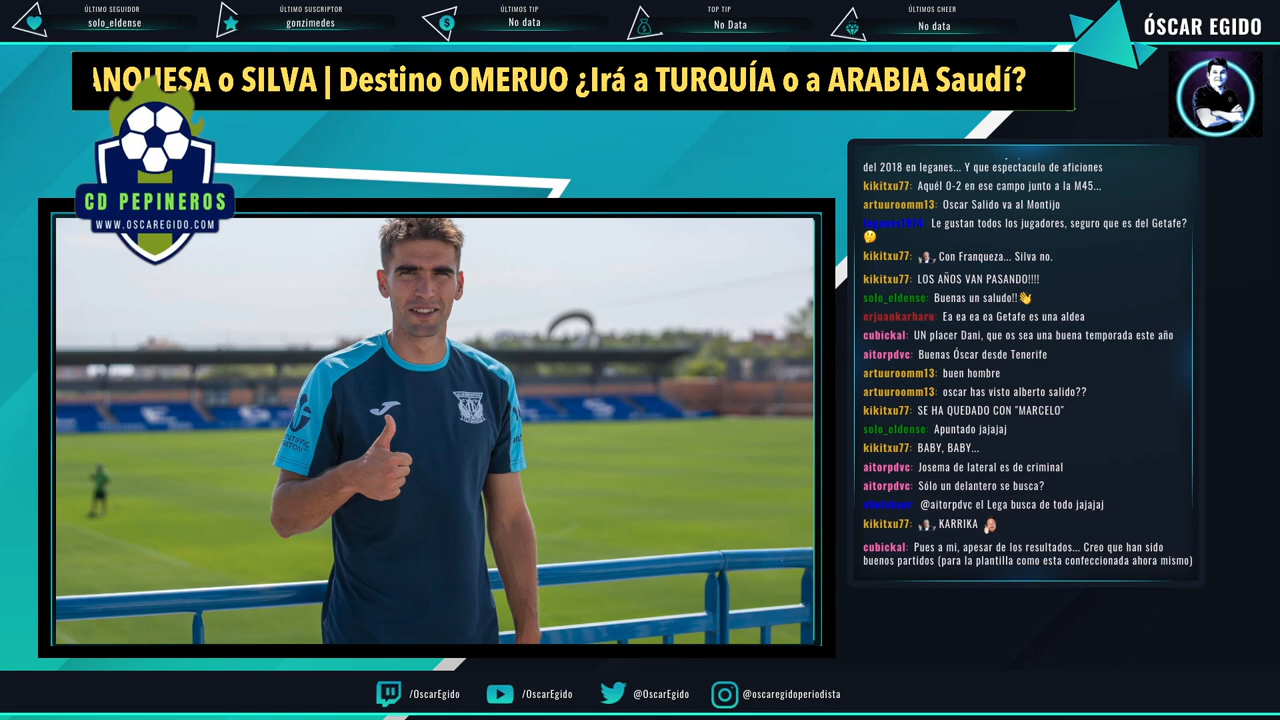 ÚLTIMO SEGUIDOR
solo_eldense
ÚLTIMO SUSCRIPTOR
gonzimedes
ÚLTIMOS TIP
No data
TOP TIP
No Data
ÚLTIMOS CHEER
No data
ÓSCAR EGIDO
ANQUESA o SILVA | Destino OMERUO ¿Irá a TURQUÍA o a ARABIA Saudí?
CD PEPINEROS
WWW.OSCAREGIDO.COM
del 2018 en leganes... Y que espectaculo de aficiones
kikitxu77: Aquél 0-2 en ese campo junto a la M45...
artuuroomm13: Oscar Salido va al Montijo
Le gustan todos los jugadores, seguro que es del Getafe?
🤔
kikitxu77: , Con Franqueza... Silva no.
kikitxu77: LOS AÑOS VAN PASANDO!!!!
solo_eldense: Buenas un saludo!!👋
erjuankarharu: Ea ea ea ea Getafe es una aldea
cubickal: UN placer Dani, que os sea una buena temporada este año
aitorpdvc: Buenas Óscar desde Tenerife
artuuroomm13: buen hombre
artuuroomm13: oscar has visto alberto salido??
kikitxu77: SE HA QUEDADO CON "MARCELO"
solo_eldense: Apuntado jajajaj
kikitxu77: BABY, BABY...
aitorpdvc: Josema de lateral es de criminal
aitorpdvc: Sólo un delantero se busca?
@aitorpdvc el Lega busca de todo jajajaj
kikitxu77: , KARRIKA
cubickal: Pues a mi, apesar de los resultados... Creo que han sido
buenos partidos (para la plantilla como esta confeccionada ahora mismo)
/OscarEgido
/OscarEgido
@OscarEgido
@oscaregidoperiodista